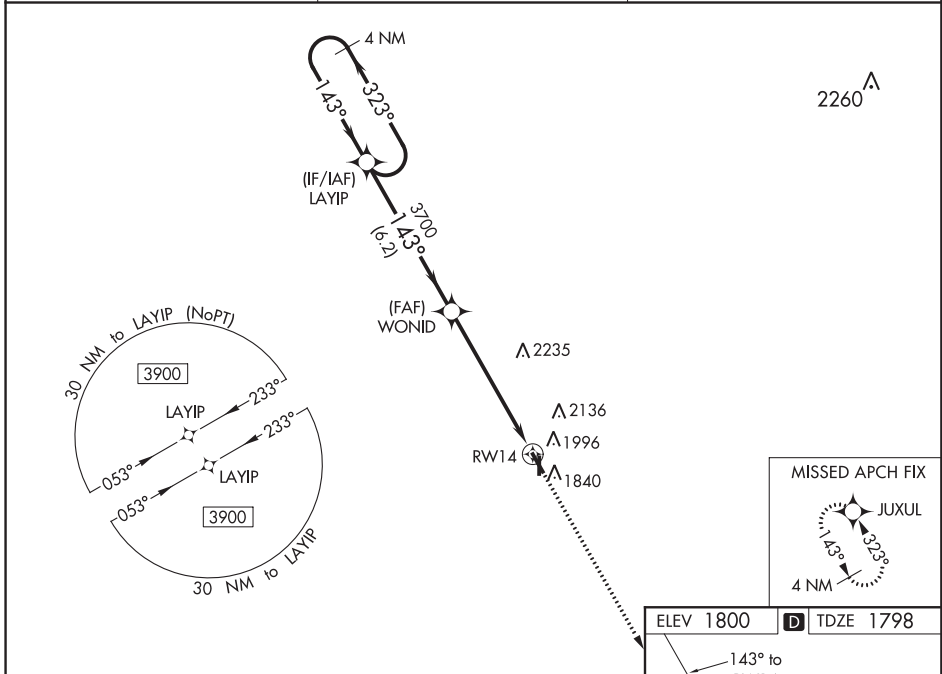 4 NM
143°
323°
2260
(IF/IAF)
LAYIP
3700
143°
(6.2)
(FAF)
WONID
30 NM to LAYIP (NoPT)
3900
LAYIP
233°
053°
233°
053°
LAYIP
3900
30 NM to LAYIP
2235
2136
1996
RW14
1840
MISSED APCH FIX
JUXUL
143°
323°
4 NM
ELEV 1800 D TDZE 1798
143° to